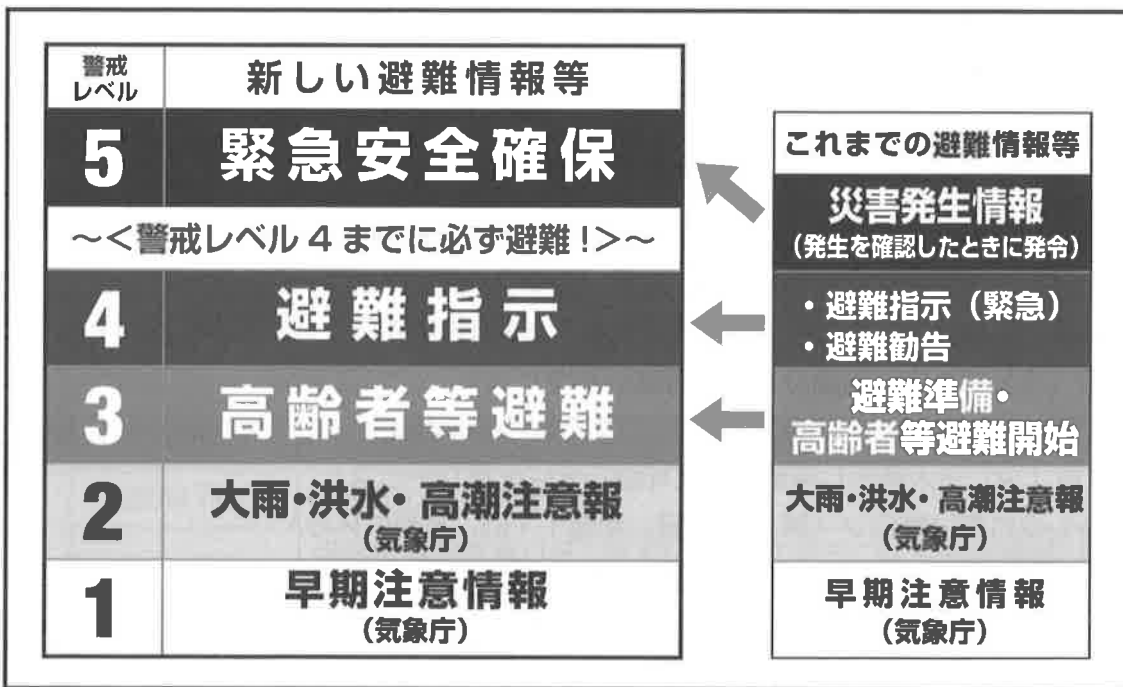 警戒
レベル
新しい避難情報等
5
緊急安全確保
～＜警戒レベル4までに必ず避難！＞～
4
避難指示
3
高齢者等避難
2
大雨・洪水・高潮注意報
（気象庁）
1
早期注意情報
（気象庁）
これまでの避難情報等
災害発生情報
（発生を確認したときに発令）
・避難指示（緊急）
・避難勧告
避難準備・
高齢者等避難開始
大雨・洪水・高潮注意報
（気象庁）
早期注意情報
（気象庁）